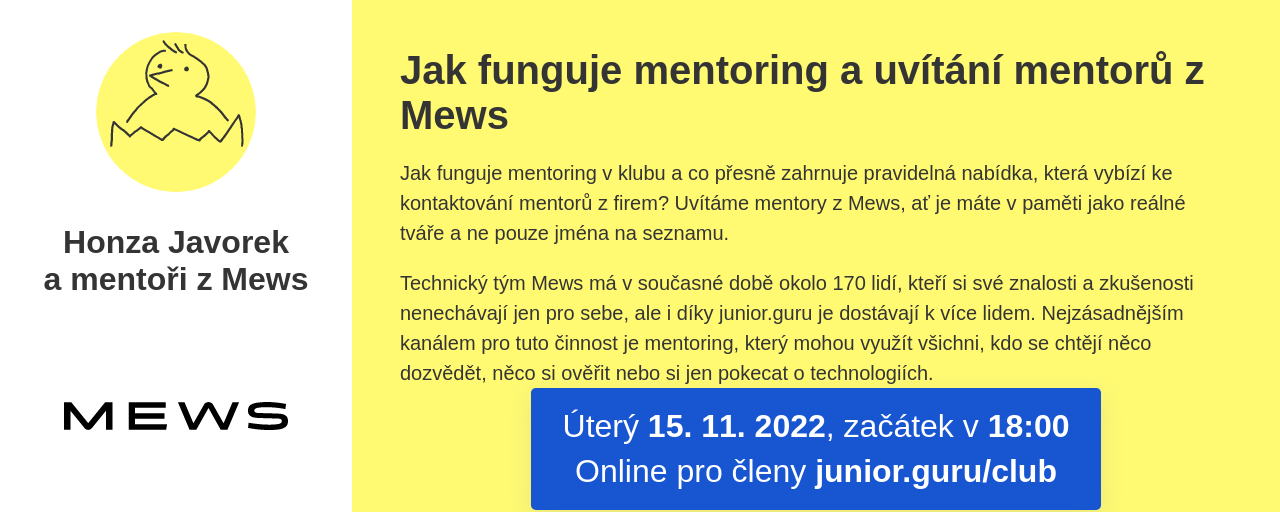 Honza Javorek
a mentoři z Mews
MEWS
Jak funguje mentoring a uvítání mentorů z
Mews
Jak funguje mentoring v klubu a co přesně zahrnuje pravidelná nabídka, která vybízí ke
kontaktování mentorů z firem? Uvítáme mentory z Mews, ať je máte v paměti jako reálné
tváře a ne pouze jména na seznamu.
Technický tým Mews má v současné době okolo 170 lidí, kteří si své znalosti a zkušenosti
nenechávají jen pro sebe, ale i díky junior.guru je dostávají k více lidem. Nejzásadnějším
kanálem pro tuto činnost je mentoring, který mohou využít všichni, kdo se chtějí něco
dozvědět, něco si ověřit nebo si jen pokecat o technologiích.
Úterý 15. 11. 2022, začátek v 18:00
Online pro členy junior.guru/club